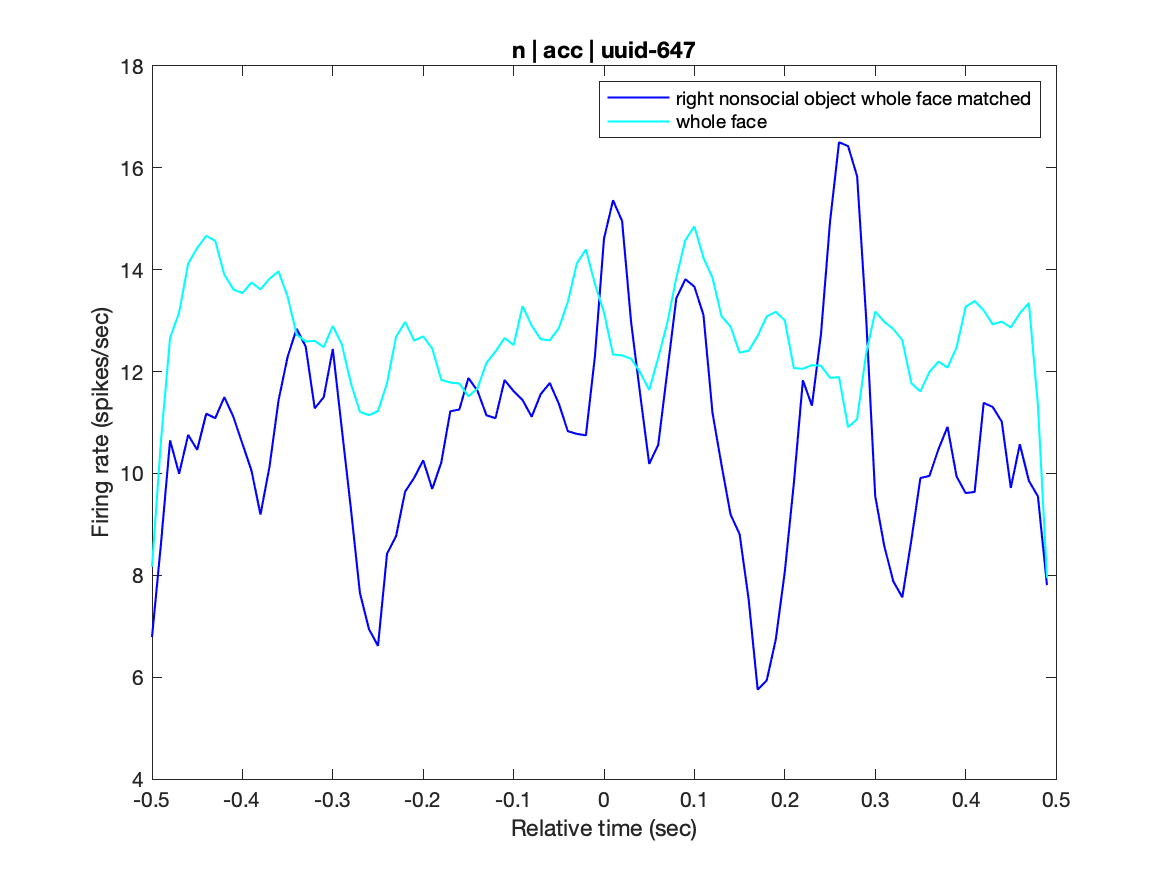 n | acc | uuid-647
right nonsocial object whole face matched
whole face
18
16
14
12
10
8
6
4
Firing rate (spikes/sec)
-0.5 -0.4 -0.3 -0.2 -0.1 0 0.1 0.2 0.3 0.4 0.5
Relative time (sec)